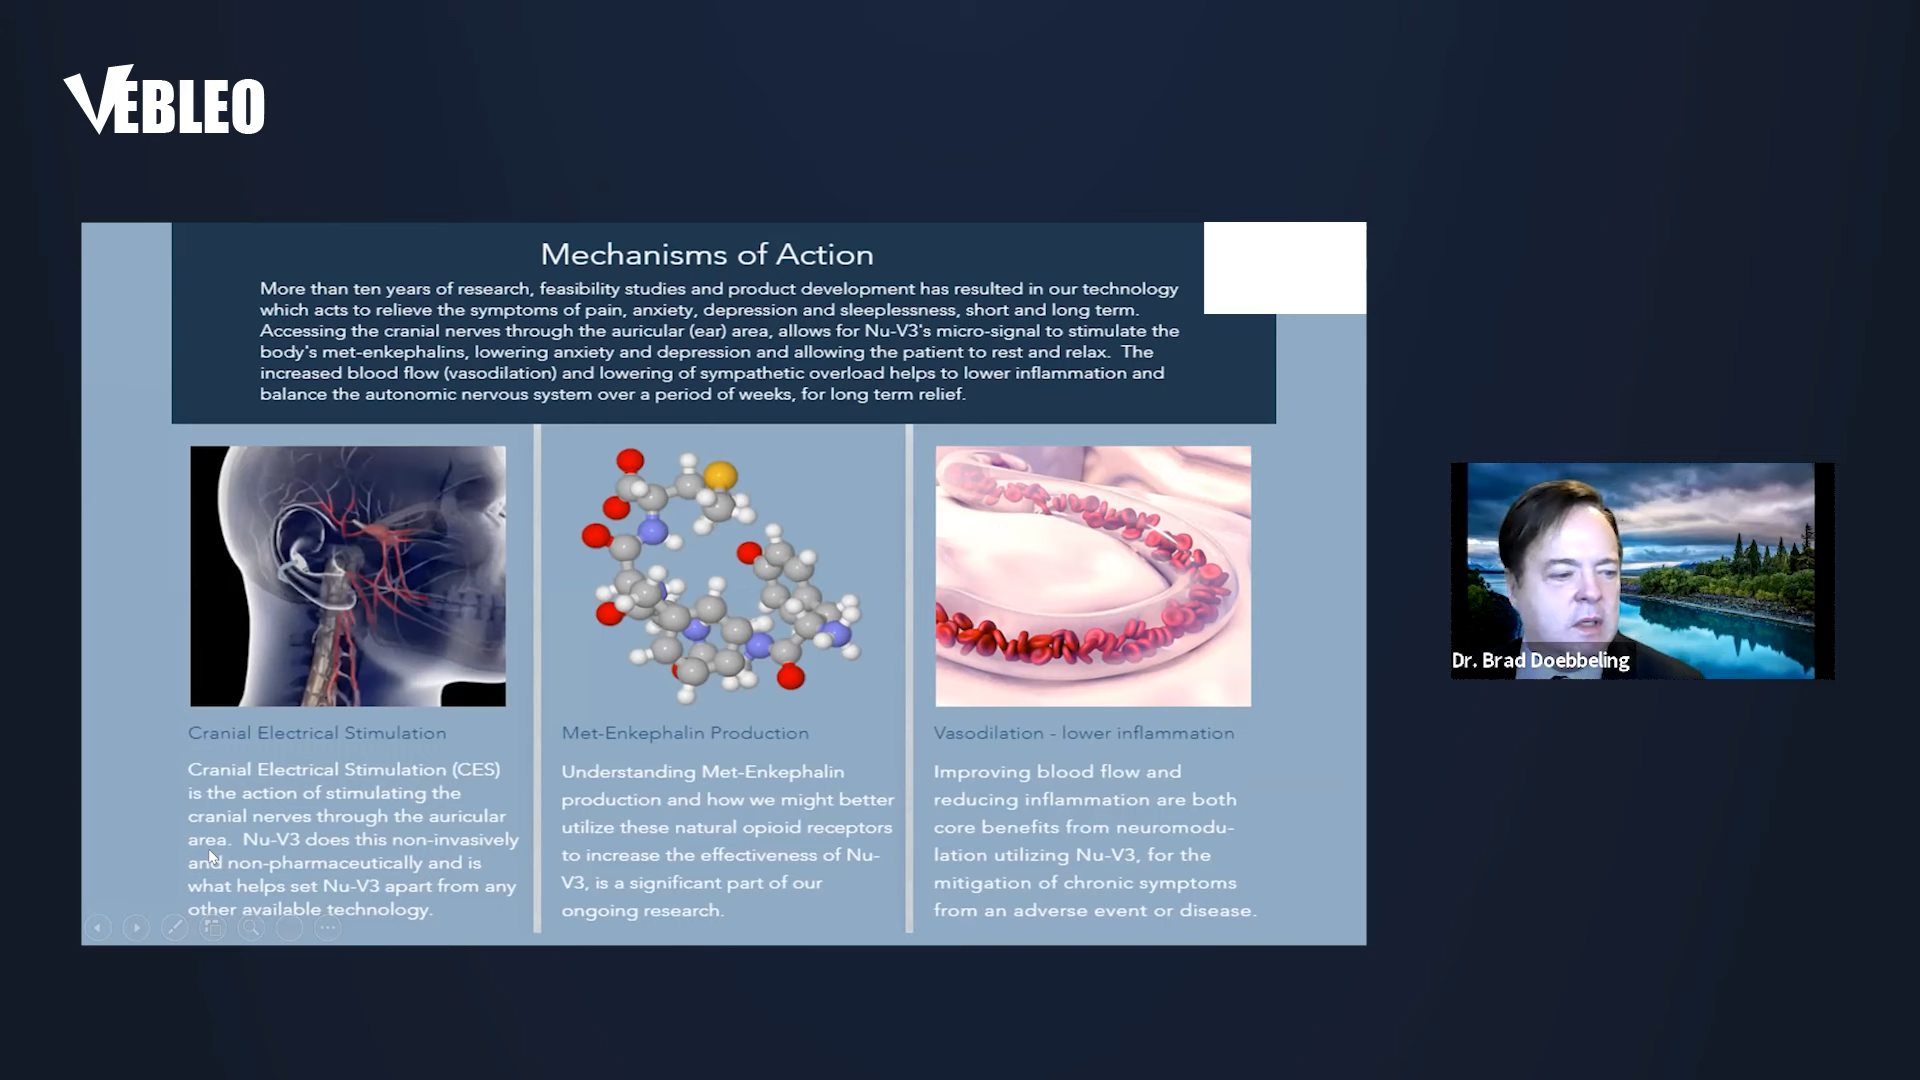 VEBLEO
Mechanisms of Action
More than ten years of research, feasibility studies and product development has resulted in our technology
which acts to relieve the symptoms of pain, anxiety, depression and sleeplessness, short and long term.
Accessing the cranial nerves through the auricular (ear) area, allows for Nu-V3's micro-signal to stimulate the
body's met-enkephalins, lowering anxiety and depression and allowing the patient to rest and relax.  The
increased blood flow (vasodilation) and lowering of sympathetic overload helps to lower inflammation and
balance the autonomic nervous system over a period of weeks, for long term relief.
Cranial Electrical Stimulation
Cranial Electrical Stimulation (CES)
is the action of stimulating the
cranial nerves through the auricular
area.  Nu-V3 does this non-invasively
and non-pharmaceutically and is
what helps set Nu-V3 apart from any
other available technology.
Met-Enkephalin Production
Understanding Met-Enkephalin
production and how we might better
utilize these natural opioid receptors
to increase the effectiveness of Nu-
V3, is a significant part of our
ongoing research.
Vasodilation - lower inflammation
Improving blood flow and
reducing inflammation are both
core benefits from neuromodu-
lation utilizing Nu-V3, for the
mitigation of chronic symptoms
from an adverse event or disease.
Dr. Brad Doebbeling